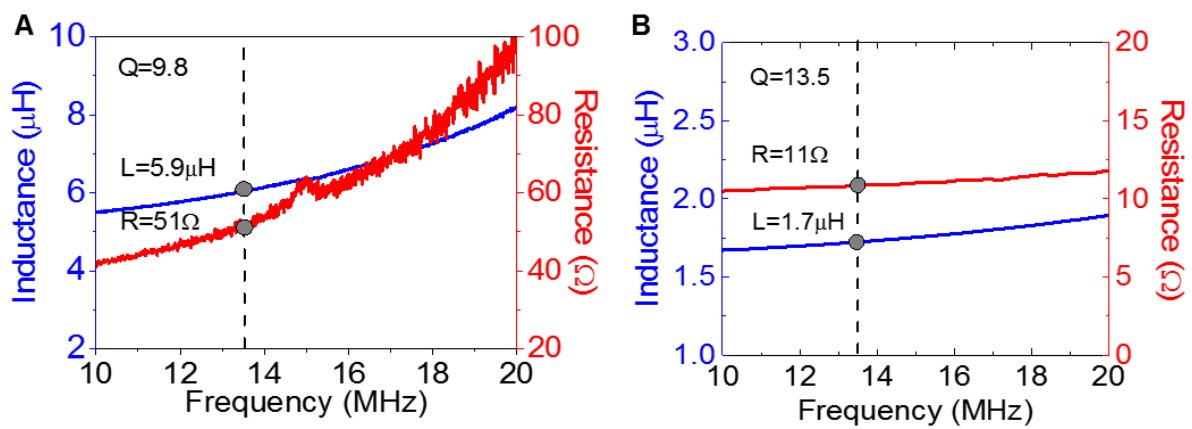 A
Inductance (μH)
10
8
6
4
2
Q=9.8
L=5.9μH
R=51Ω
100
80
60
40
20
Resistance (Ω)
10 12 14 16 18 20
Frequency (MHz)
B
Inductance (μH)
3.0
2.5
2.0
1.5
1.0
Q=13.5
R=11Ω
L=1.7μH
20
15
10
5
0
Resistance (Ω)
10 12 14 16 18 20
Frequency (MHz)